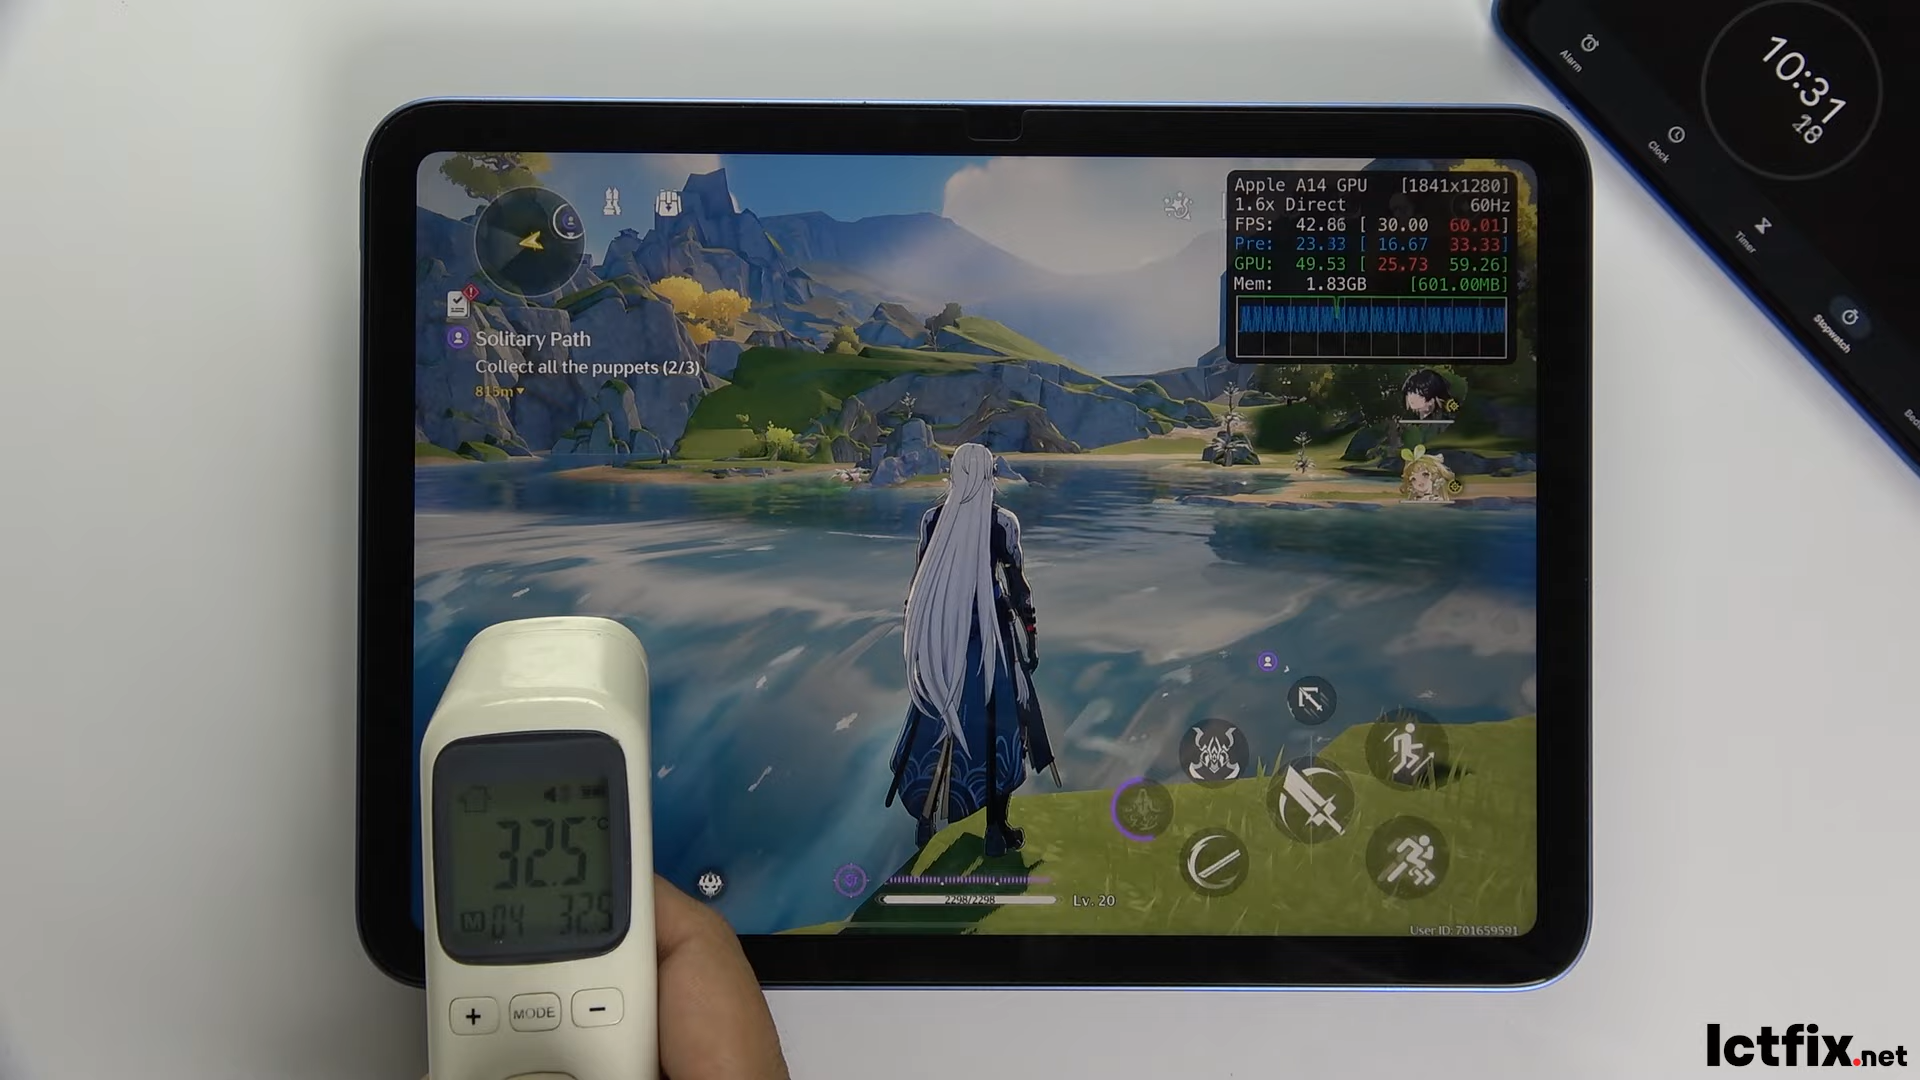 Alarm
Clock
Timer
Stopwatch
10:31
18
Apple A14 GPU [1841x1280]
1.6x Direct 60Hz
FPS: 42.86 [ 30.00 60.01]
Pre: 23.33 [ 16.67 33.33]
GPU: 49.53 [ 25.73 59.26]
Mem: 1.83GB [601.00MB]
Solitary Path
Collect all the puppets (2/3)
815m
2298/2298
Lv. 20
User ID: 701659591
32.5 °C
M 04 32.5
+ MODE −
Ictfix.net